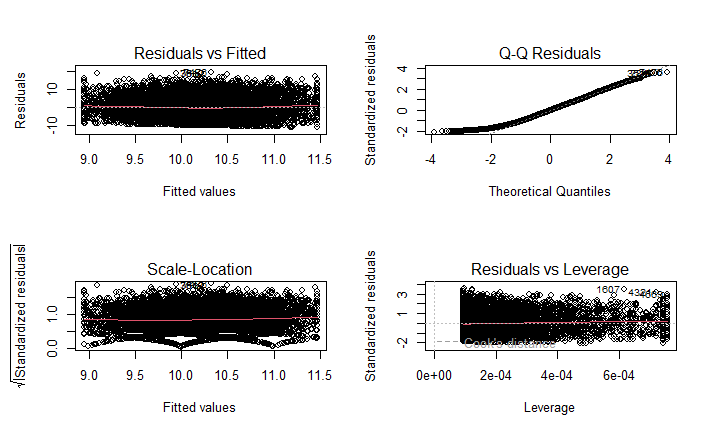 Residuals vs Fitted
Residuals
-10
10
9.0 9.5 10.0 10.5 11.0 11.5
Fitted values
Q-Q Residuals
Standardized residuals
-2 0 2 4
-4 -2 0 2 4
Theoretical Quantiles
Scale-Location
√|Standardized residuals|
0.0 1.0
9.0 9.5 10.0 10.5 11.0 11.5
Fitted values
Residuals vs Leverage
Standardized residuals
-2 1 3
1607
Cook's distance
0e+00 2e-04 4e-04 6e-04
Leverage